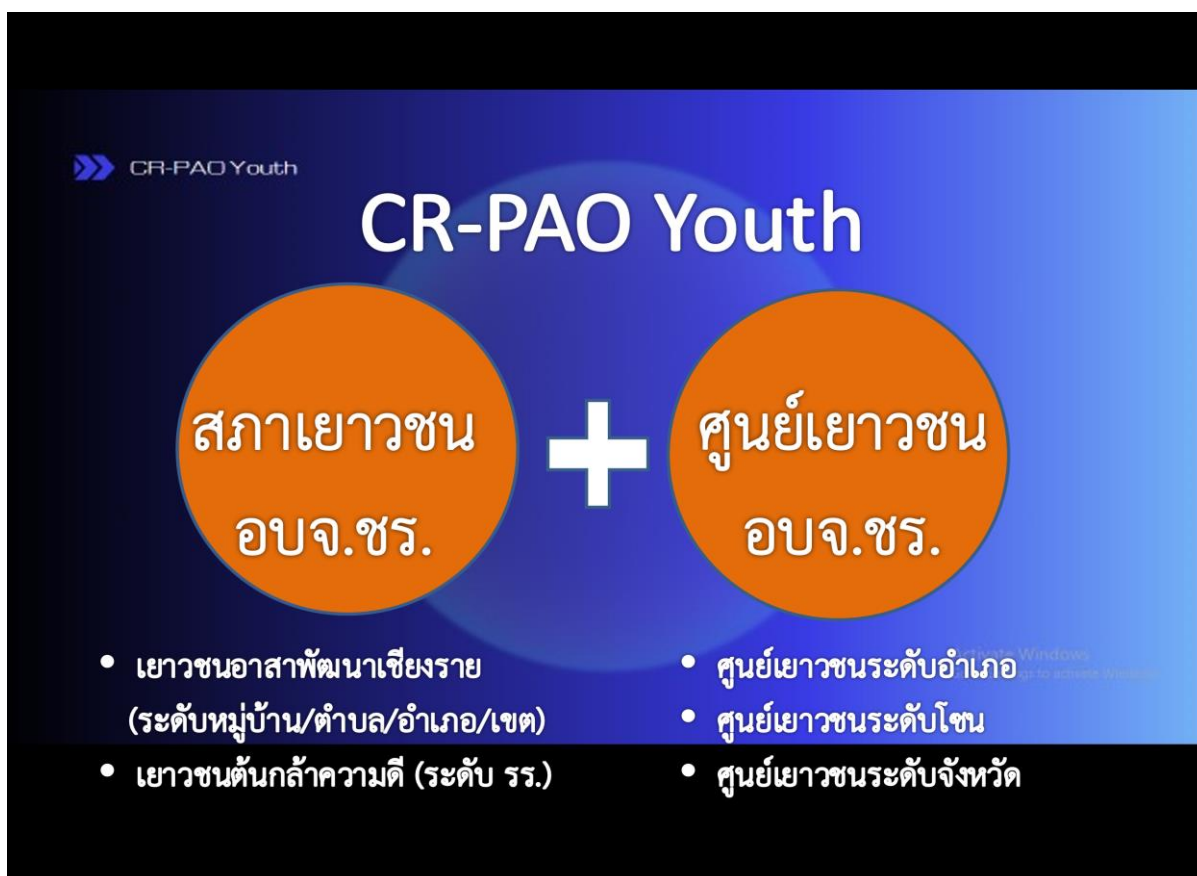 CR-PAO Youth
CR-PAO Youth
สภาเยาวชน
อบจ.ชร.
+
ศูนย์เยาวชน
อบจ.ชร.
• เยาวชนอาสาพัฒนาเชียงราย
(ระดับหมู่บ้าน/ตำบล/อำเภอ/เขต)
• เยาวชนต้นกล้าความดี (ระดับ รร.)
• ศูนย์เยาวชนระดับอำเภอ
• ศูนย์เยาวชนระดับโซน
• ศูนย์เยาวชนระดับจังหวัด
Activate Windows
to activate